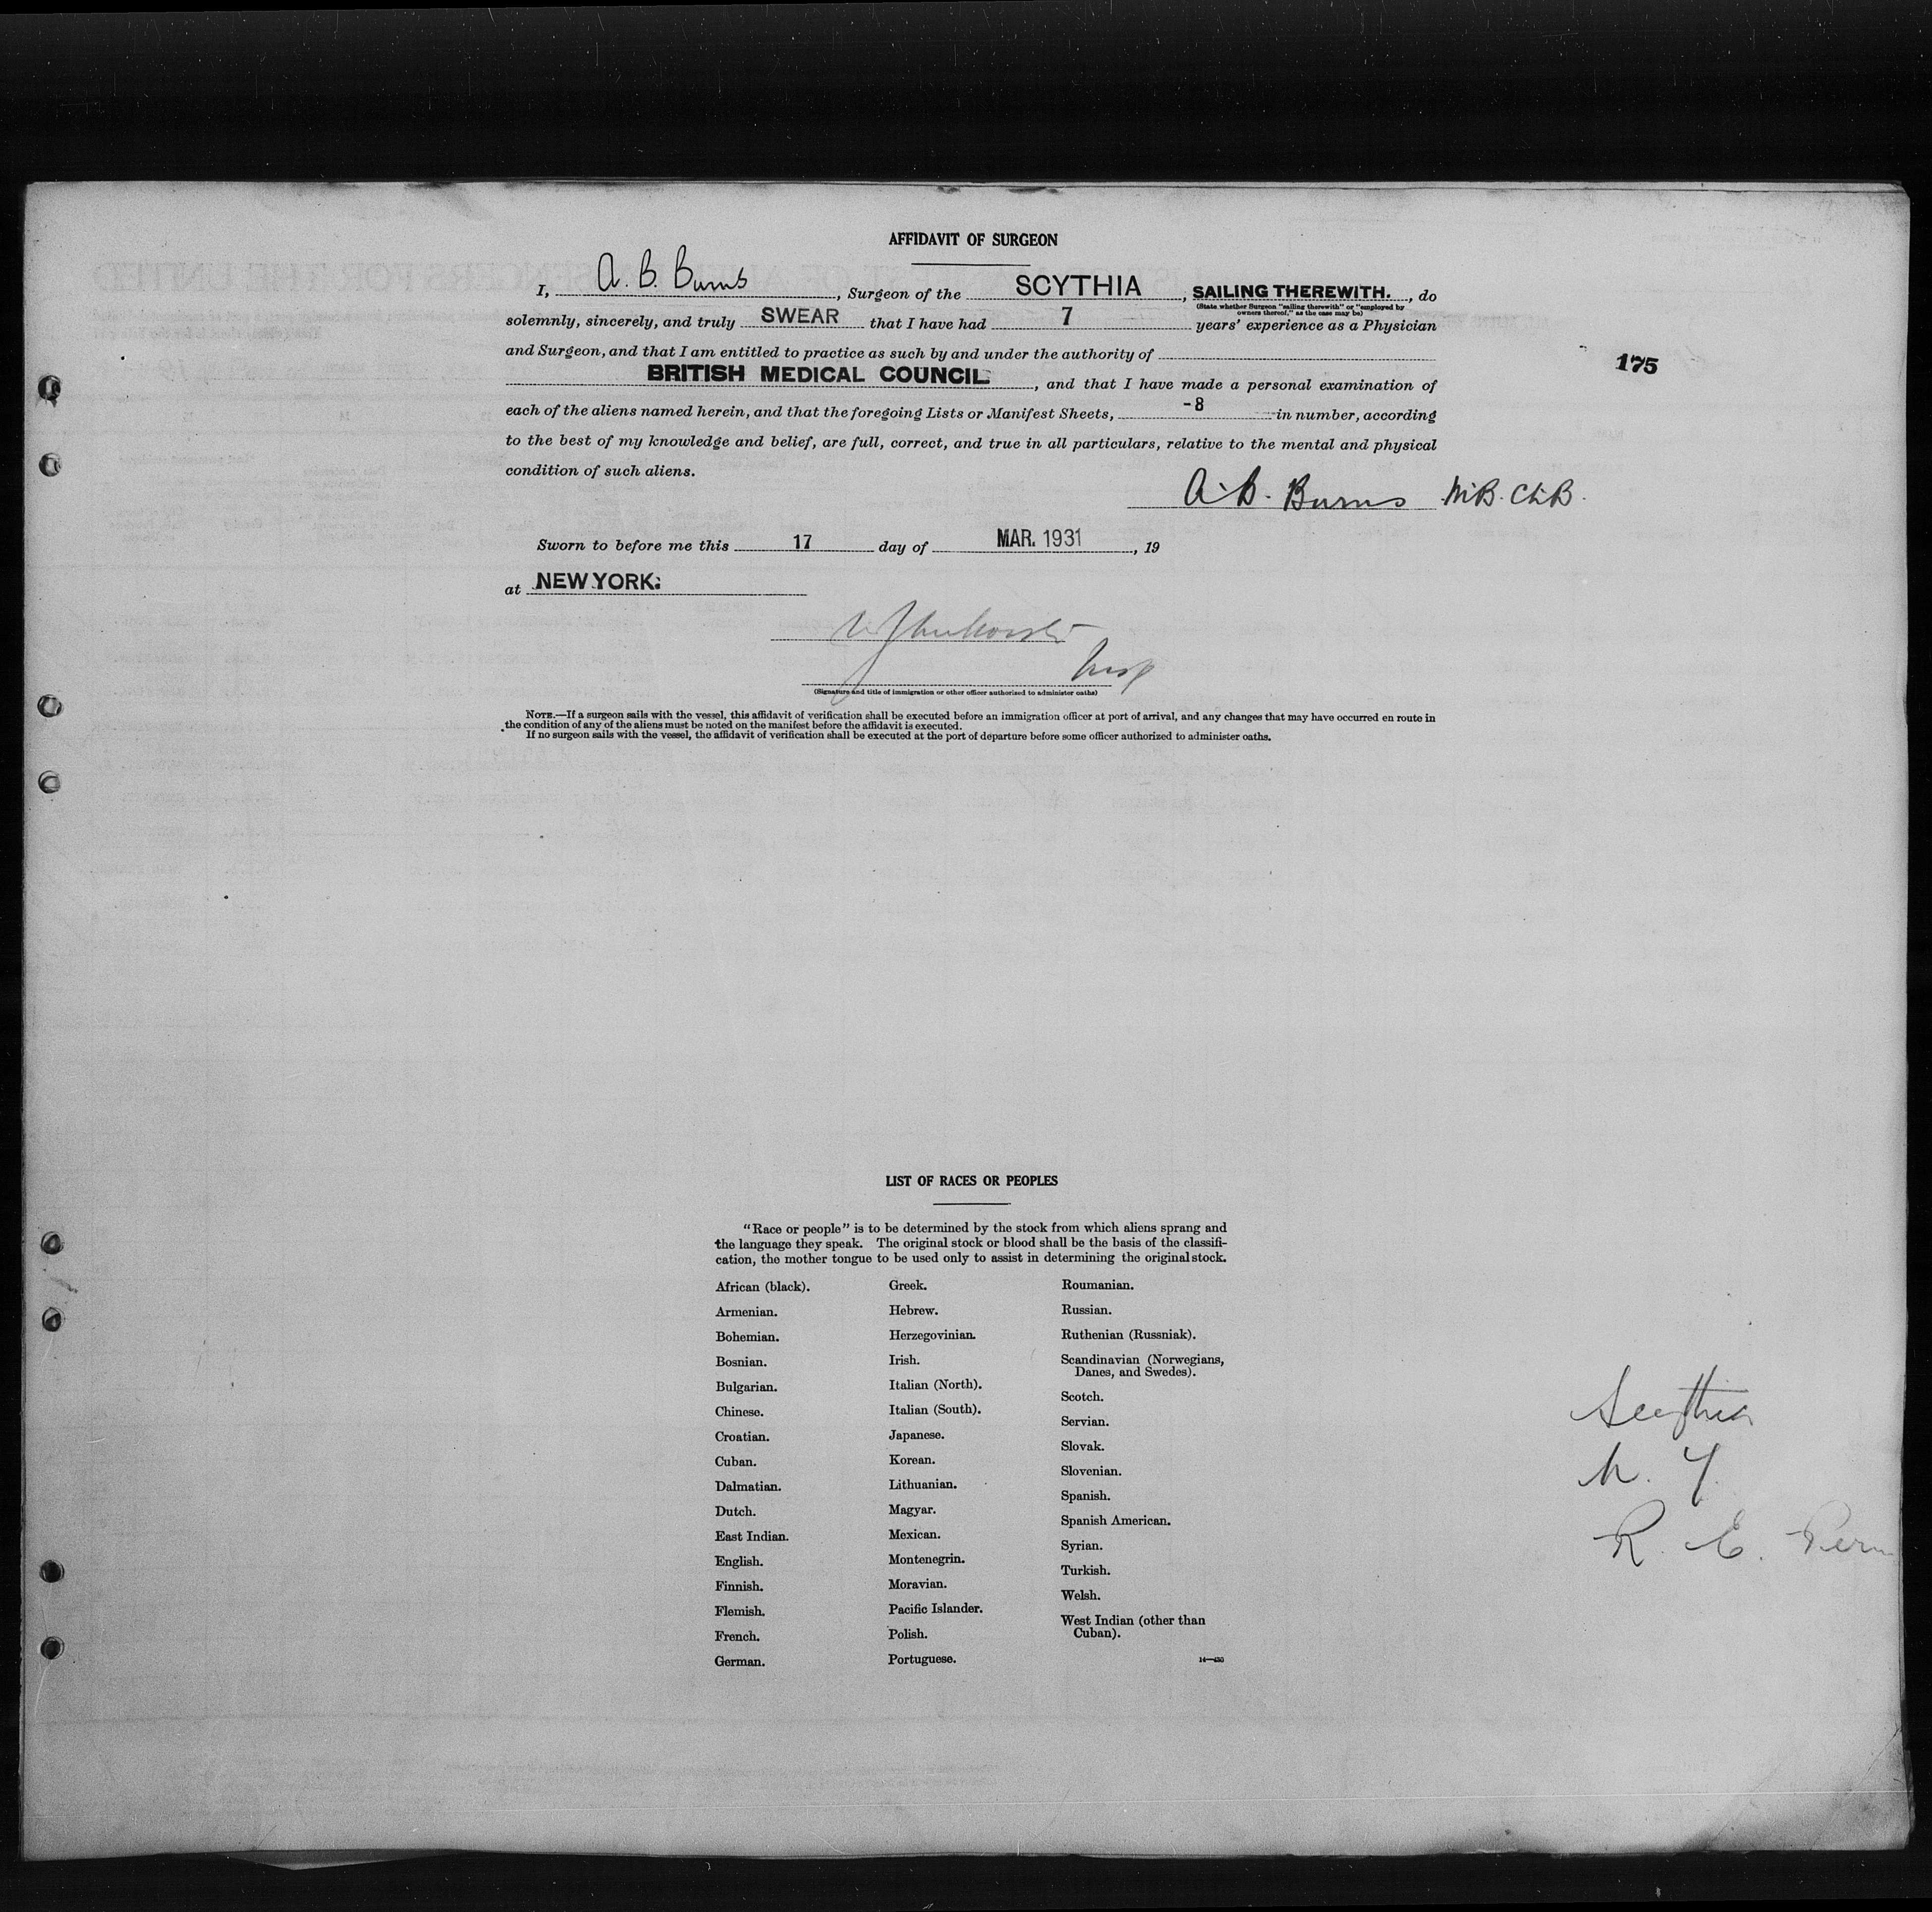 AFFIDAVIT OF SURGEON
I, A. B. Burns, Surgeon of the SCYTHIA, SAILING THEREWITH., do
(State whether Surgeon "sailing therewith" or "employed by
owners thereof," as the case may be)
solemnly, sincerely, and truly SWEAR that I have had 7 years' experience as a Physician
and Surgeon, and that I am entitled to practice as such by and under the authority of
BRITISH MEDICAL COUNCIL, and that I have made a personal examination of
175
each of the aliens named herein, and that the foregoing Lists or Manifest Sheets, -8 in number, according
to the best of my knowledge and belief, are full, correct, and true in all particulars, relative to the mental and physical
condition of such aliens.
A. B. Burns M.B. Ch.B.
Sworn to before me this 17 day of MAR. 1931, 19
at NEW YORK.
Insp
(Signature and title of immigration or other officer authorized to administer oaths)
NOTE.—If a surgeon sails with the vessel, this affidavit of verification shall be executed before an immigration officer at port of arrival, and any changes that may have occurred en route in
the condition of any of the aliens must be noted on the manifest before the affidavit is executed.
If no surgeon sails with the vessel, the affidavit of verification shall be executed at the port of departure before some officer authorized to administer oaths.
LIST OF RACES OR PEOPLES
"Race or people" is to be determined by the stock from which aliens sprang and
the language they speak. The original stock or blood shall be the basis of the classifi-
cation, the mother tongue to be used only to assist in determining the original stock.
African (black).
Armenian.
Bohemian.
Bosnian.
Bulgarian.
Chinese.
Croatian.
Cuban.
Dalmatian.
Dutch.
East Indian.
English.
Finnish.
Flemish.
French.
German.
Greek.
Hebrew.
Herzegovinian.
Irish.
Italian (North).
Italian (South).
Japanese.
Korean.
Lithuanian.
Magyar.
Mexican.
Montenegrin.
Moravian.
Pacific Islander.
Polish.
Portuguese.
Roumanian.
Russian.
Ruthenian (Russniak).
Scandinavian (Norwegians,
Danes, and Swedes).
Scotch.
Servian.
Slovak.
Slovenian.
Spanish.
Spanish American.
Syrian.
Turkish.
Welsh.
West Indian (other than
Cuban).
Scythia
N. Y.
R. E.